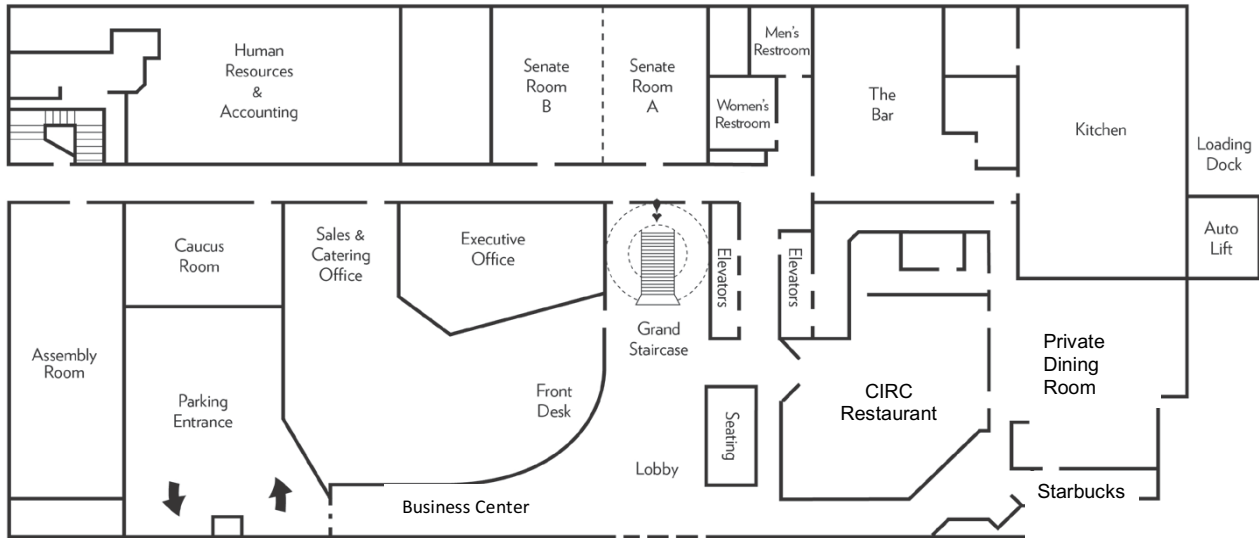 Human
Resources
&
Accounting
Senate
Room
B
Senate
Room
A
Men's
Restroom
Women's
Restroom
The
Bar
Kitchen
Loading
Dock
Auto
Lift
Caucus
Room
Sales &
Catering
Office
Executive
Office
Elevators
Elevators
Grand
Staircase
Assembly
Room
Parking
Entrance
Front
Desk
Seating
Lobby
CIRC
Restaurant
Private
Dining
Room
Business Center
Starbucks